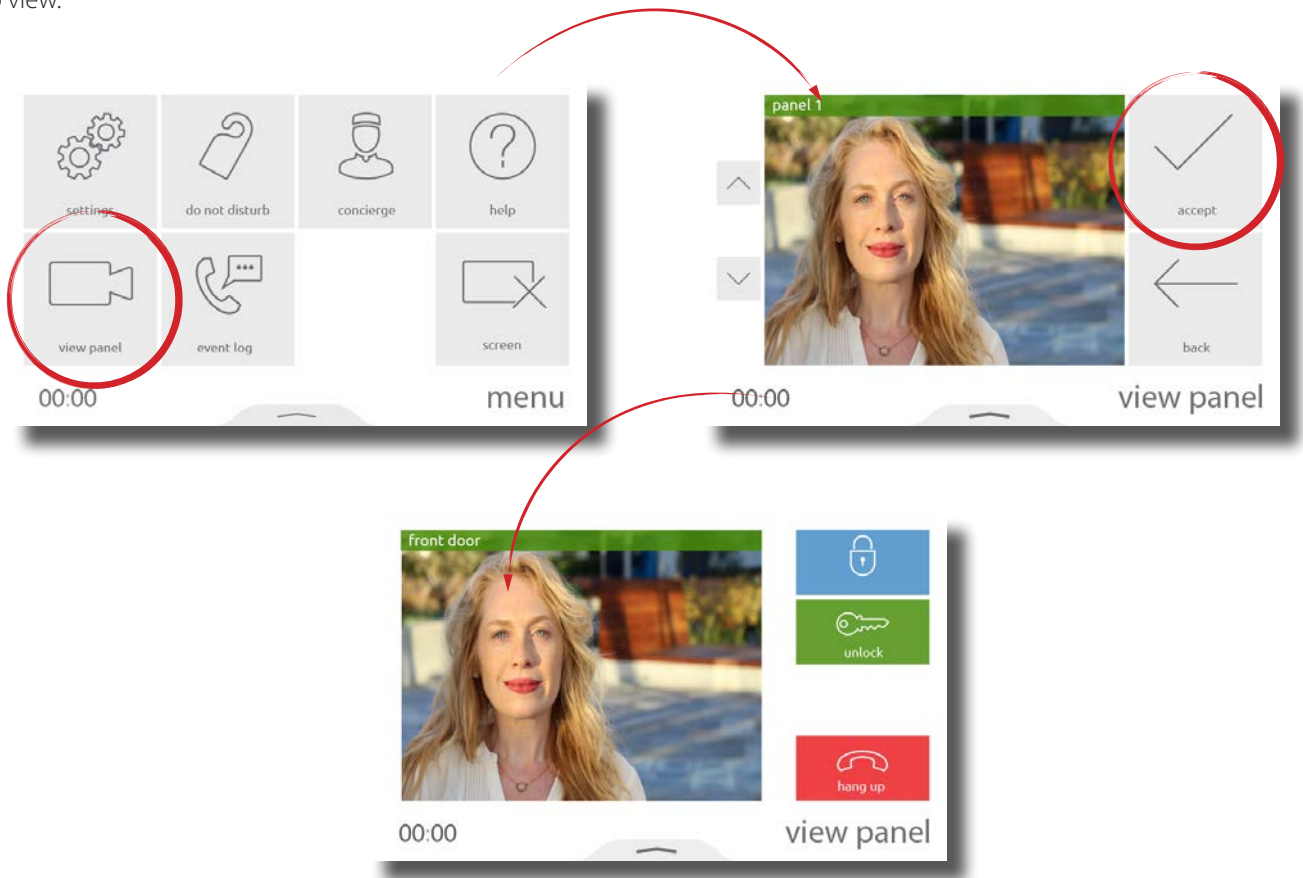 view.
settings
do not disturb
concierge
help
view panel
event log
screen
00:00
menu
panel 1
accept
back
00:00
view panel
front door
unlock
hang up
00:00
view panel